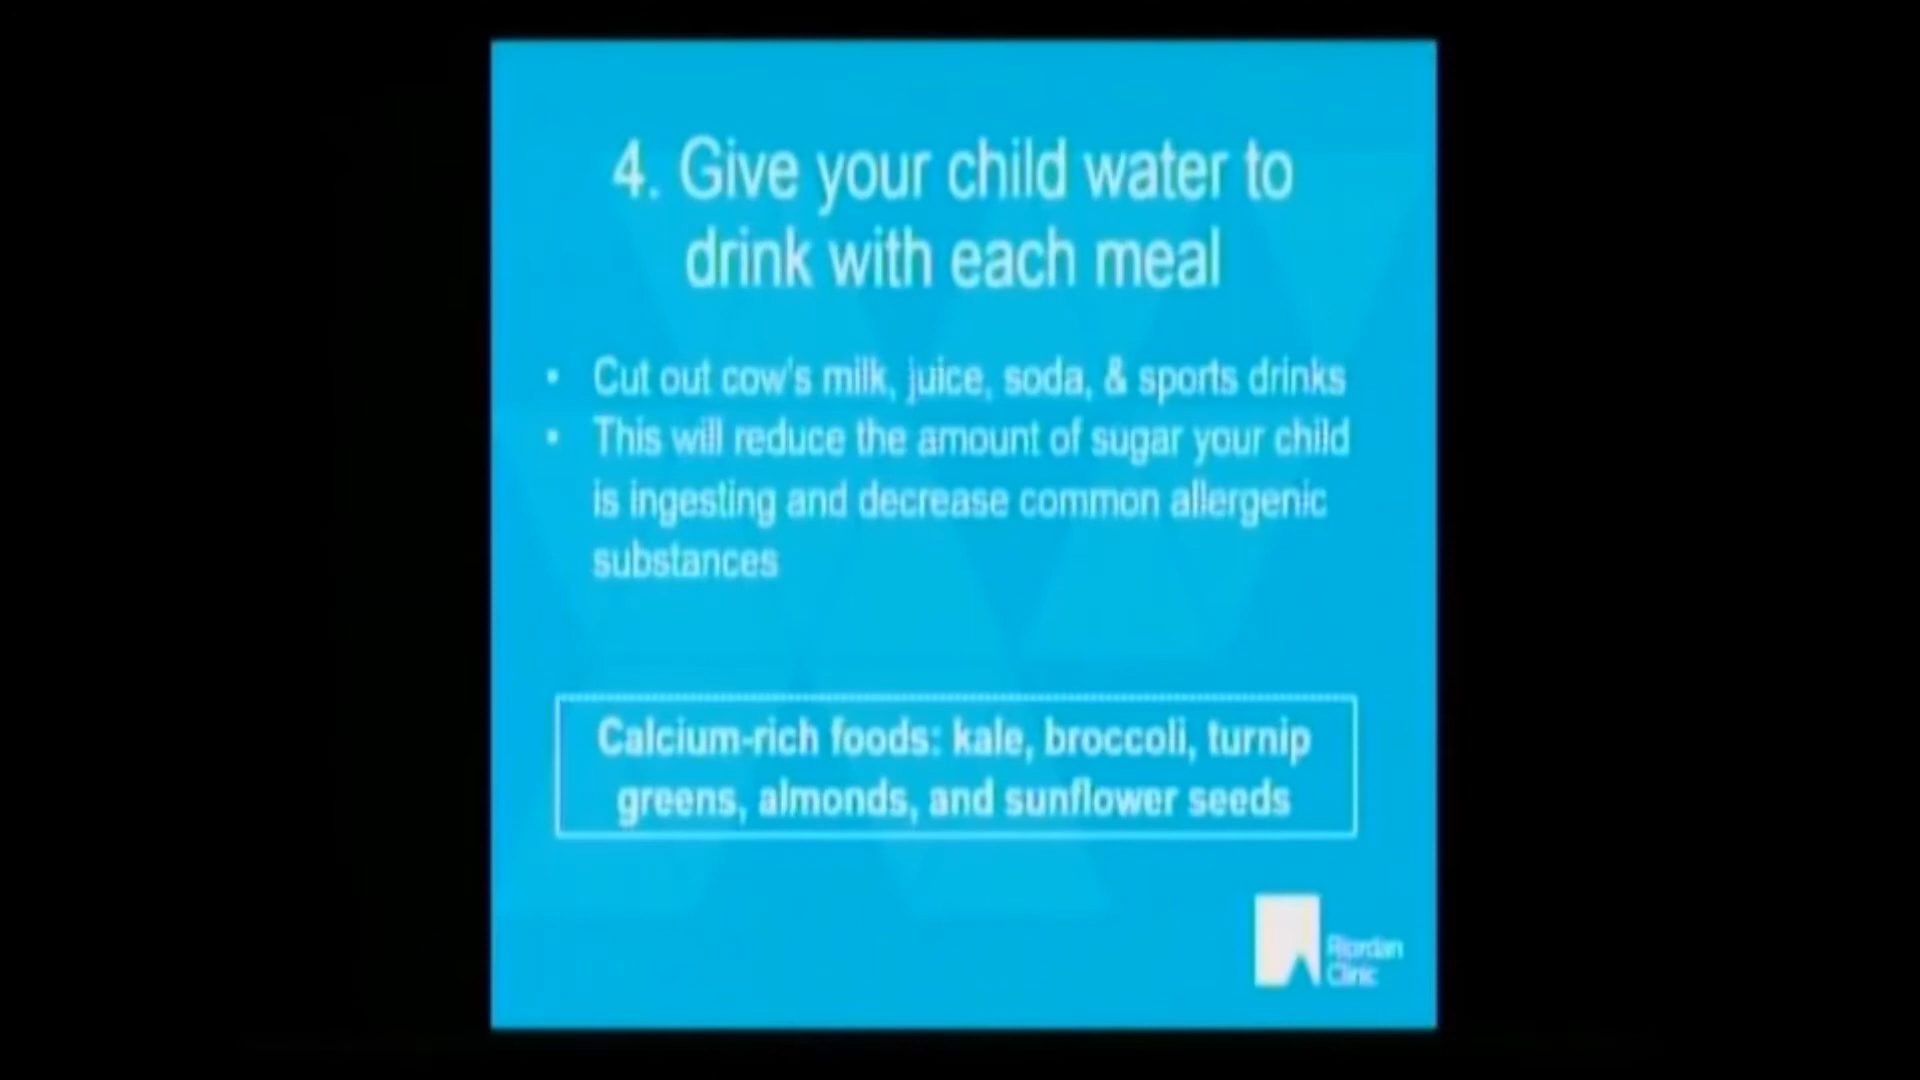 4. Give your child water to
drink with each meal
• Cut out cow's milk, juice, soda, & sports drinks
• This will reduce the amount of sugar your child
is ingesting and decrease common allergenic
substances
Calcium-rich foods: kale, broccoli, turnip
greens, almonds, and sunflower seeds
Riordan
Clinic